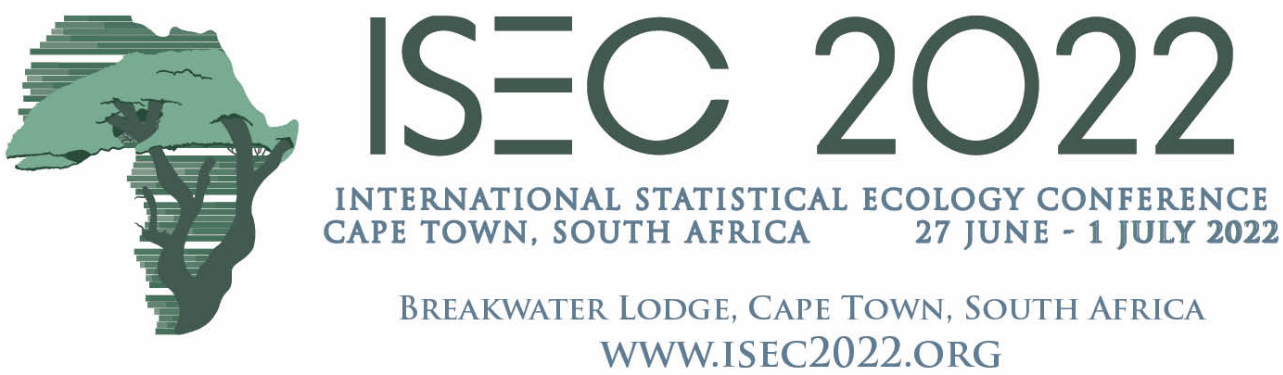 ISEC 2022
INTERNATIONAL STATISTICAL ECOLOGY CONFERENCE
CAPE TOWN, SOUTH AFRICA 27 JUNE - 1 JULY 2022
BREAKWATER LODGE, CAPE TOWN, SOUTH AFRICA
WWW.ISEC2022.ORG